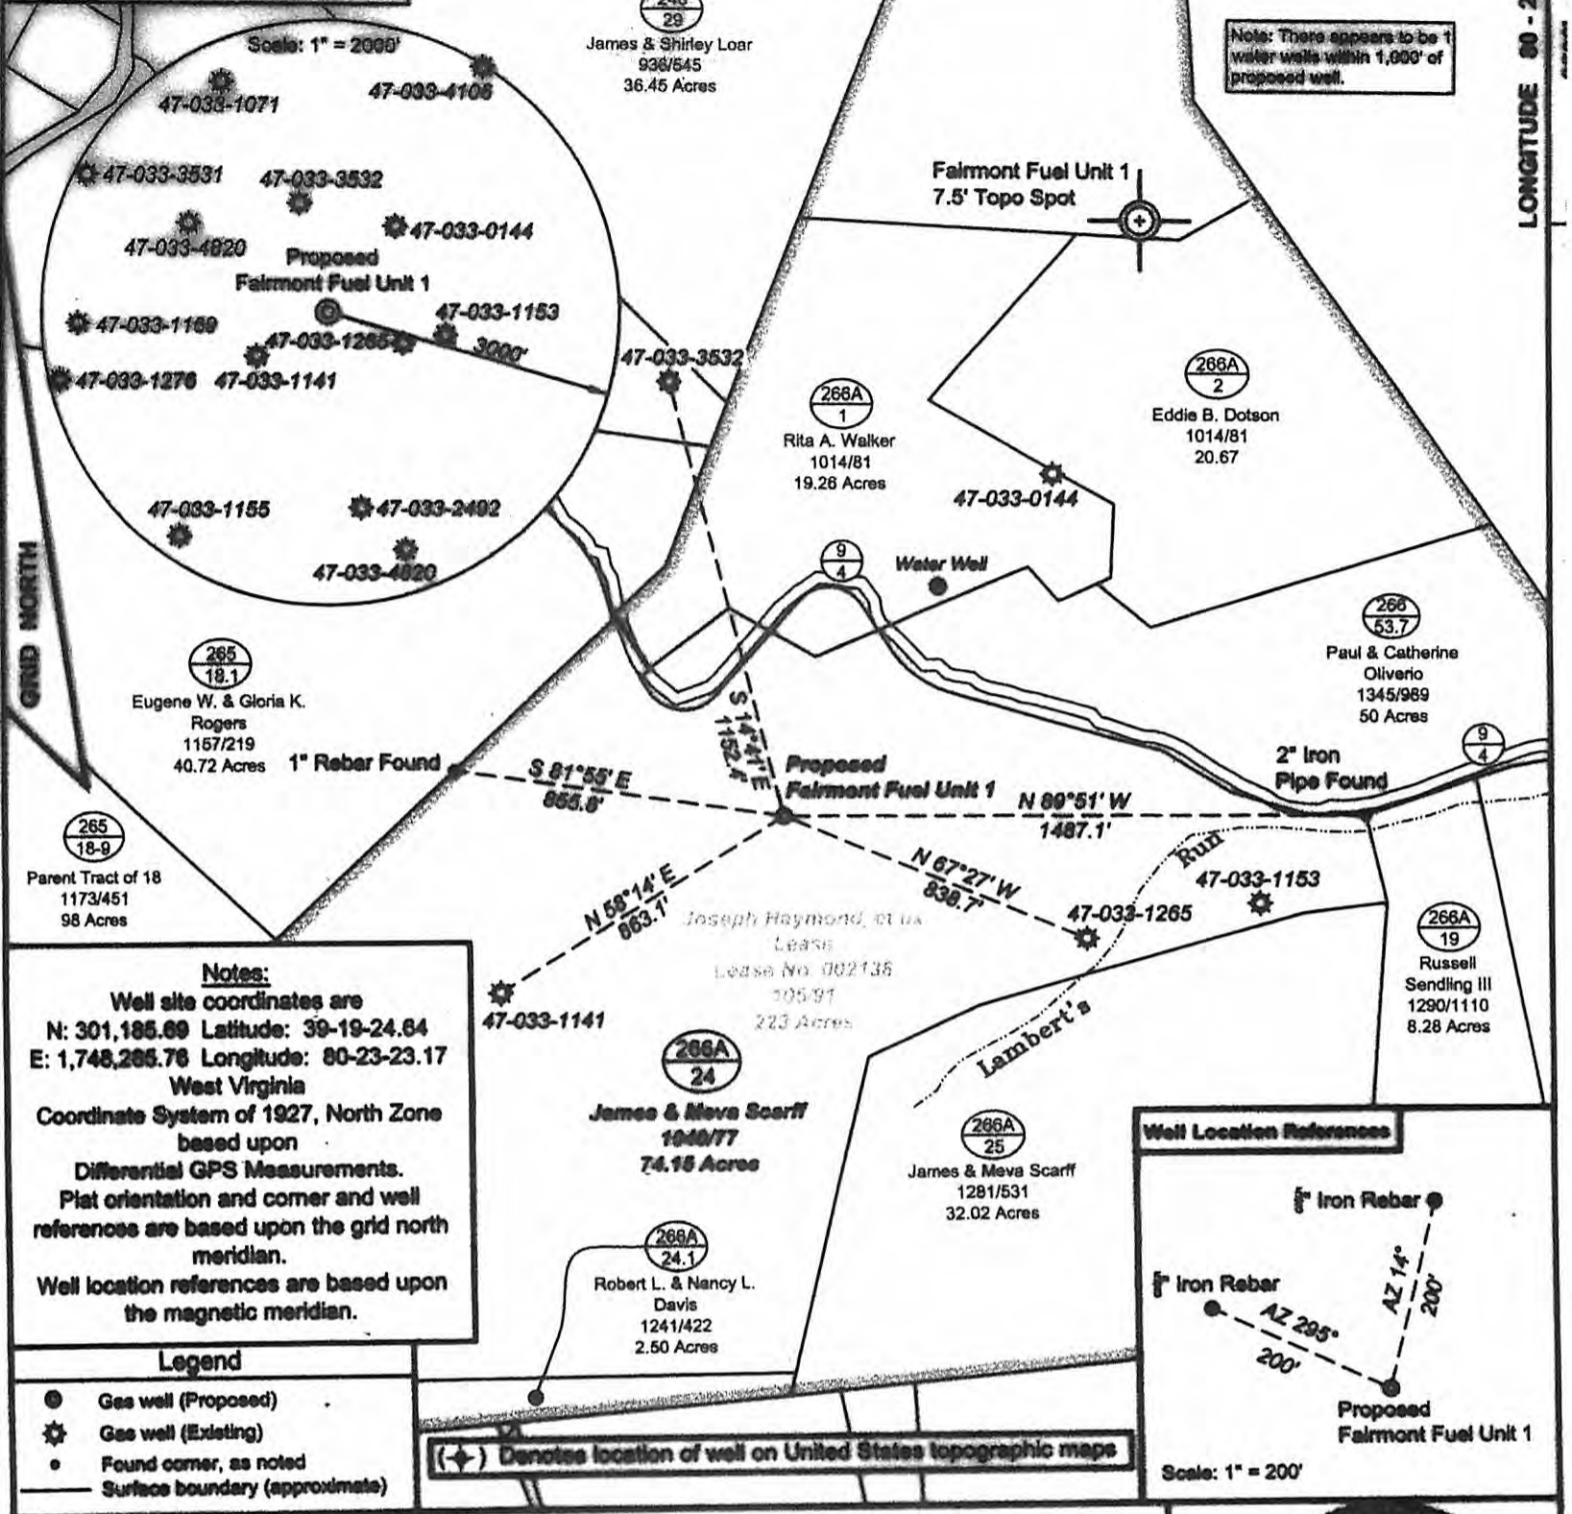 Scale: 1" = 2000'
47-033-1071
47-033-4106
47-033-3531
47-033-3532
47-033-4820
47-033-0144
Proposed
Fairmont Fuel Unit 1
47-033-1169
47-033-1153
47-033-1265
3000'
47-033-1276
47-033-1141
47-033-1155
47-033-2492
47-033-4820
29
James & Shirley Loar
936/545
36.45 Acres
Note: There appears to be 1
water wells within 1,000' of
proposed well.
LONGITUDE 80 - 2
Fairmont Fuel Unit 1
7.5' Topo Spot
47-033-3532
266A
1
Rita A. Walker
1014/81
19.26 Acres
266A
2
Eddie B. Dotson
1014/81
20.67
47-033-0144
9
4
Water Well
GRID NORTH
265
18.1
Eugene W. & Gloria K.
Rogers
1157/219
40.72 Acres
1" Rebar Found
266
53.7
Paul & Catherine
Oliverio
1345/969
50 Acres
9
4
2" Iron
Pipe Found
S 14°41' E
1152.4'
S 81°55' E
855.8'
Proposed
Fairmont Fuel Unit 1
N 89°51' W
1487.1'
265
18-9
Parent Tract of 18
1173/451
98 Acres
N 58°14' E
863.1'
N 67°27' W
838.7'
Run
47-033-1153
47-033-1265
Joseph Haymond, et ux
Lease
Lease No. 002138
105/91
223 Acres
47-033-1141
266A
19
Russell
Sendling III
1290/1110
8.28 Acres
Lambert's
Notes:
Well site coordinates are
N: 301,185.69 Latitude: 39-19-24.64
E: 1,748,285.76 Longitude: 80-23-23.17
West Virginia
Coordinate System of 1927, North Zone
based upon
Differential GPS Measurements.
Plat orientation and corner and well
references are based upon the grid north
meridian.
Well location references are based upon
the magnetic meridian.
266A
24
James & Meva Scarff
1040/77
74.15 Acres
266A
25
James & Meva Scarff
1281/531
32.02 Acres
266A
24.1
Robert L. & Nancy L.
Davis
1241/422
2.50 Acres
Well Location References
Iron Rebar
Iron Rebar
AZ 14°
200'
AZ 295°
200'
Proposed
Fairmont Fuel Unit 1
Scale: 1" = 200'
Legend
Gas well (Proposed)
Gas well (Existing)
Found corner, as noted
Surface boundary (approximate)
( ) Denotes location of well on United States topographic maps